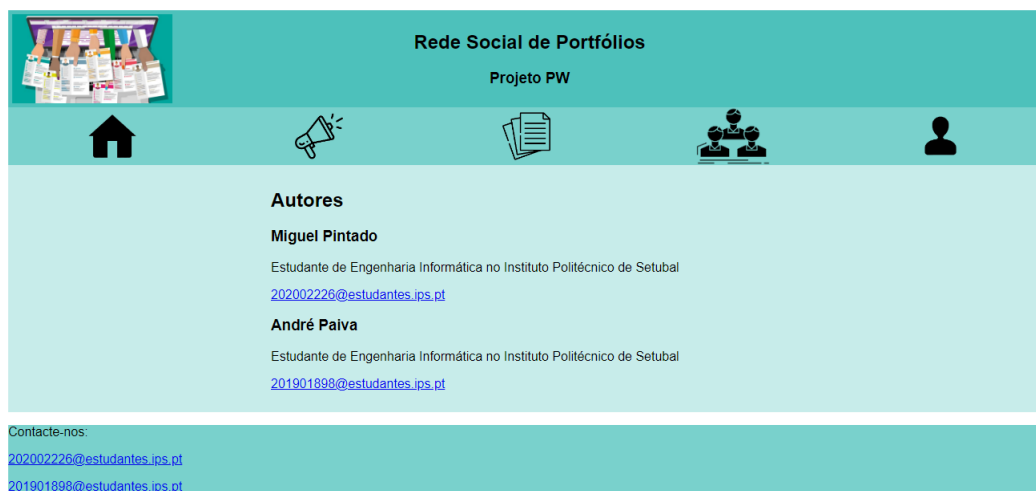 Rede Social de Portfólios
Projeto PW
Autores
Miguel Pintado
Estudante de Engenharia Informática no Instituto Politécnico de Setubal
202002226@estudantes.ips.pt
André Paiva
Estudante de Engenharia Informática no Instituto Politécnico de Setubal
201901898@estudantes.ips.pt
Contacte-nos:
202002226@estudantes.ips.pt
201901898@estudantes.ips.pt